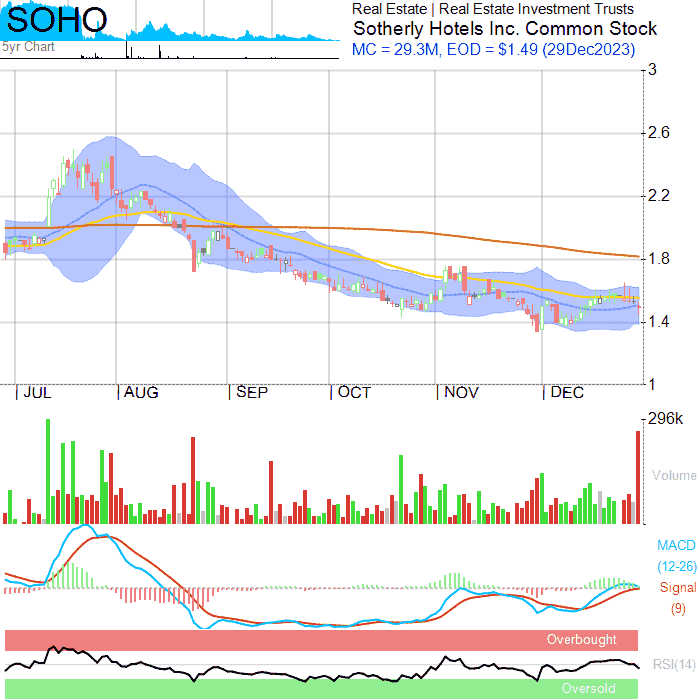 SOHO
5yr Chart
Real Estate | Real Estate Investment Trusts
Sotherly Hotels Inc. Common Stock
MC = 29.3M, EOD = $1.49 (29Dec2023)
3
2.6
2.2
1.8
1.4
1
JUL AUG SEP OCT NOV DEC
296k
Volume
MACD
(12-26)
Signal
(9)
Overbought
RSI(14)
Oversold